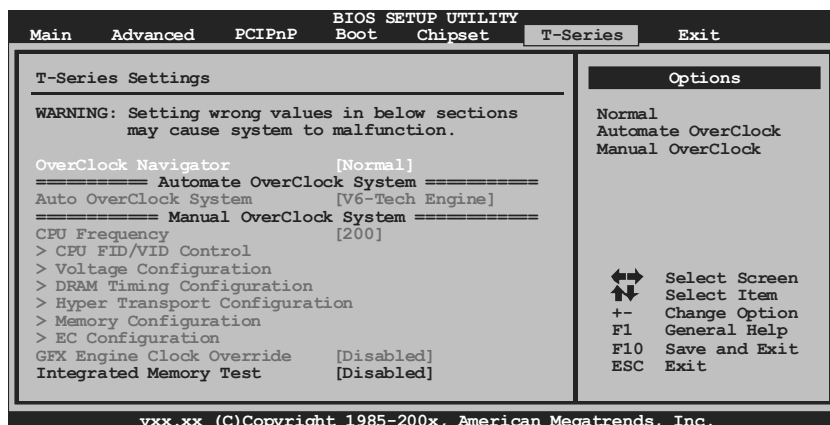 BIOS SETUP UTILITY
Main Advanced PCIPnP Boot Chipset T-Series Exit
T-Series Settings
WARNING: Setting wrong values in below sections
may cause system to malfunction.
OverClock Navigator [Normal]
=========== Automate OverClock System ===========
Auto OverClock System [V6-Tech Engine]
============ Manual OverClock System ============
CPU Frequency [200]
> CPU FID/VID Control
> Voltage Configuration
> DRAM Timing Configuration
> Hyper Transport Configuration
> Memory Configuration
> EC Configuration
GFX Engine Clock Override [Disabled]
Integrated Memory Test [Disabled]
Options
Normal
Automate OverClock
Manual OverClock
Select Screen
Select Item
+- Change Option
F1 General Help
F10 Save and Exit
ESC Exit
vxx.xx (C)Copyright 1985-200x, American Megatrends, Inc.